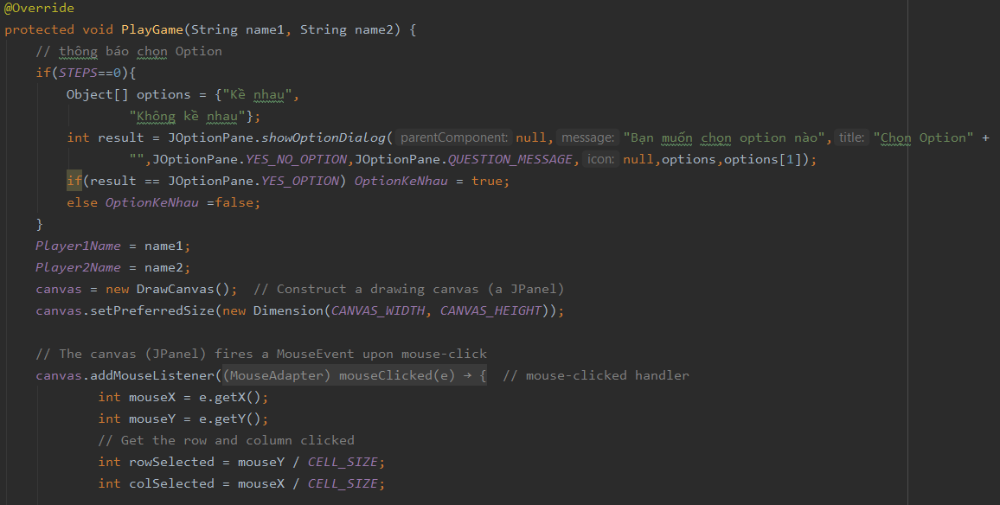 @Override
protected void PlayGame(String name1, String name2) {
// thông báo chọn Option
if(STEPS==0){
Object[] options = {"Kề nhau",
"Không kề nhau"};
int result = JOptionPane.showOptionDialog( parentComponent: null, message: "Bạn muốn chọn option nào", title: "Chọn Option" +
"",JOptionPane.YES_NO_OPTION,JOptionPane.QUESTION_MESSAGE, icon: null,options,options[1]);
if(result == JOptionPane.YES_OPTION) OptionKeNhau = true;
else OptionKeNhau =false;
}
Player1Name = name1;
Player2Name = name2;
canvas = new DrawCanvas(); // Construct a drawing canvas (a JPanel)
canvas.setPreferredSize(new Dimension(CANVAS_WIDTH, CANVAS_HEIGHT));
// The canvas (JPanel) fires a MouseEvent upon mouse-click
canvas.addMouseListener((MouseAdapter) mouseClicked(e) → { // mouse-clicked handler
int mouseX = e.getX();
int mouseY = e.getY();
// Get the row and column clicked
int rowSelected = mouseY / CELL_SIZE;
int colSelected = mouseX / CELL_SIZE;